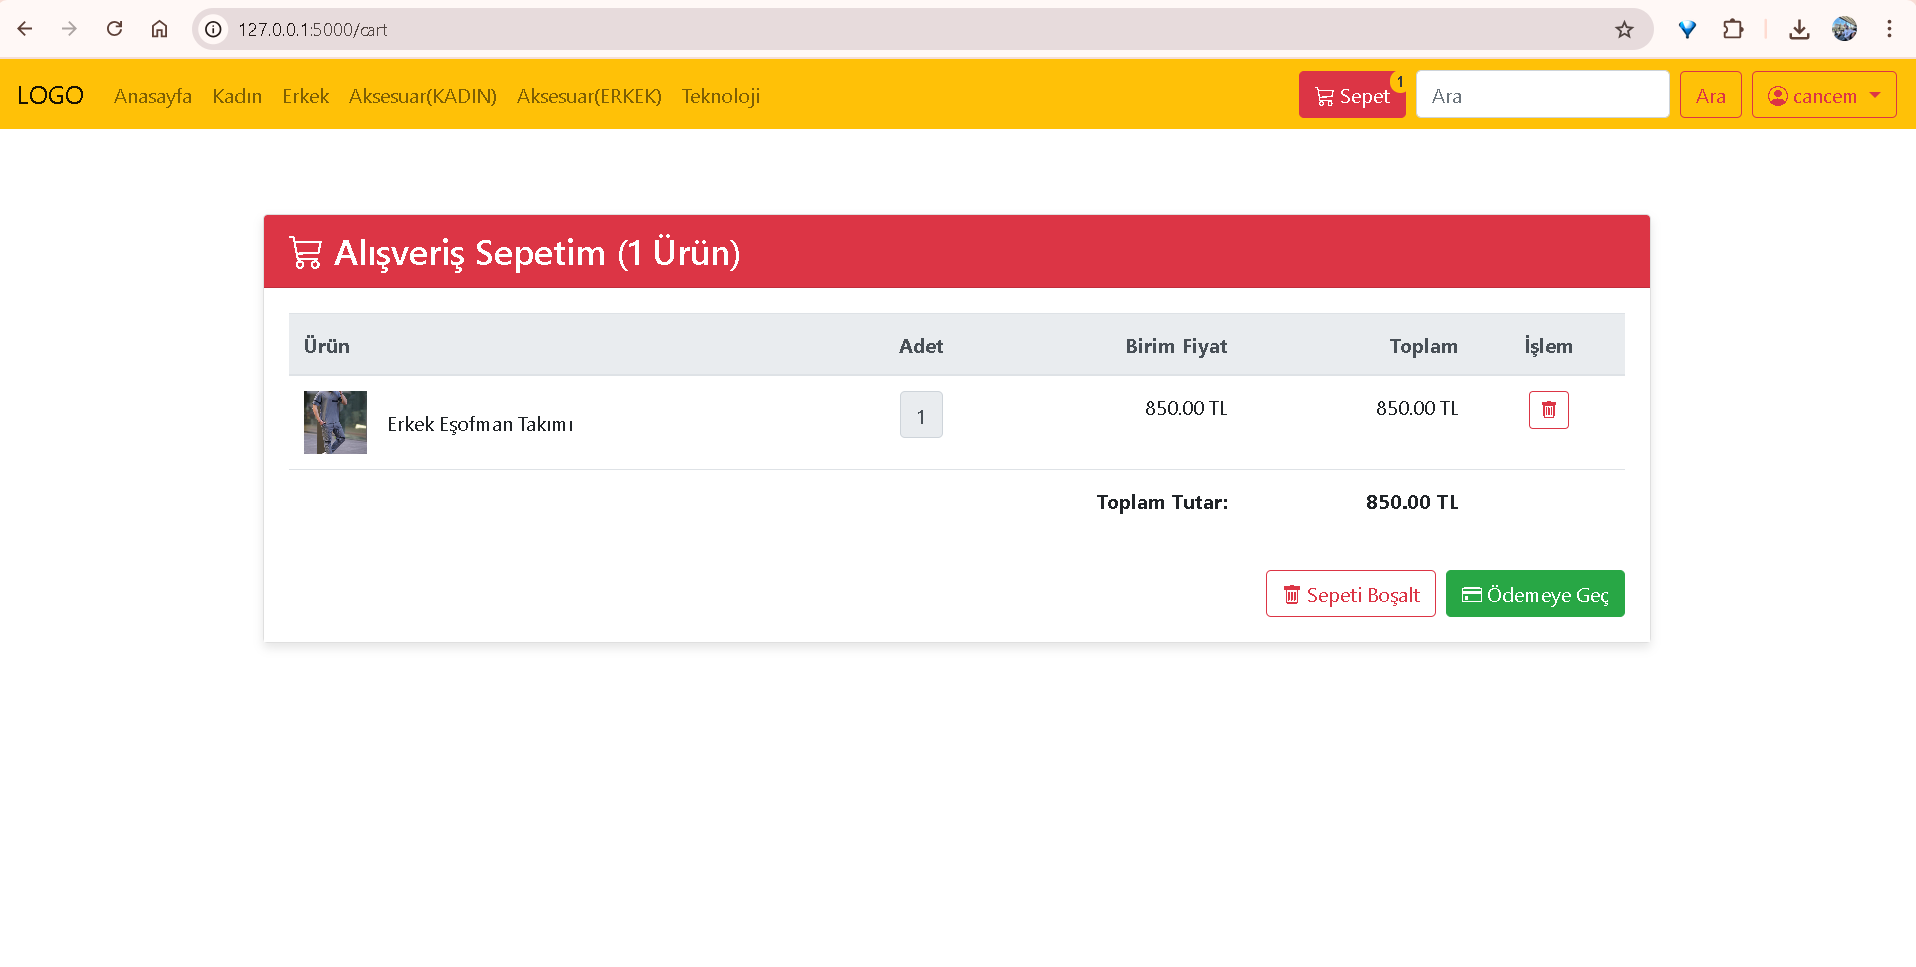 127.0.0.1:5000/cart
LOGO Anasayfa Kadın Erkek Aksesuar(KADIN) Aksesuar(ERKEK) Teknoloji Sepet 1 Ara Ara cancem
Alışveriş Sepetim (1 Ürün)
Ürün Adet Birim Fiyat Toplam İşlem
Erkek Eşofman Takımı 1 850.00 TL 850.00 TL
Toplam Tutar: 850.00 TL
Sepeti Boşalt Ödemeye Geç